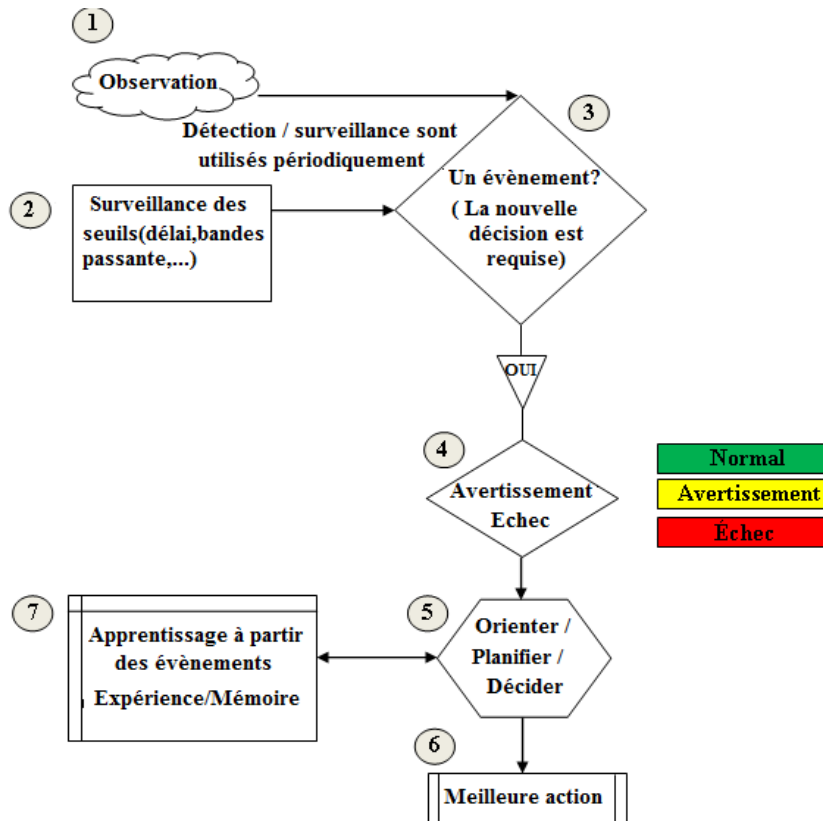 1
Observation
3
Détection / surveillance sont
utilisés périodiquement
Un évènement?
( La nouvelle
décision est
requise)
2
Surveillance des
seuils(délai,bandes
passante,...)
OUI
4
Avertissement
Echec
Normal
Avertissement
Échec
7
Apprentissage à partir
des évènements
Expérience/Mémoire
5
Orienter /
Planifier /
Décider
6
Meilleure action